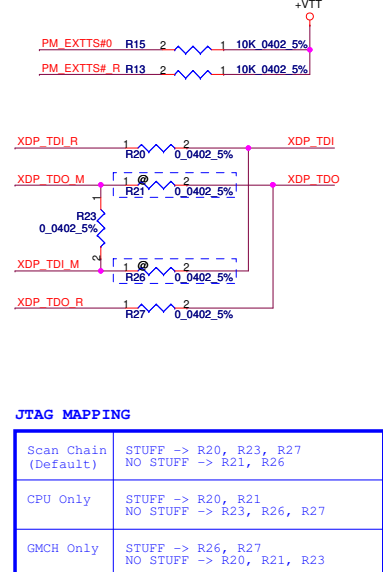 +VTT
PM_EXTTS#0 R15 2 1 10K_0402_5%
PM_EXTTS#_R R13 2 1 10K_0402_5%
XDP_TDI_R 1 2 XDP_TDI
R20 0_0402_5%
XDP_TDO_M 1 @ 2 XDP_TDO
R21 0_0402_5%
1
R23
0_0402_5%
2
XDP_TDI_M 1 @ 2
R26 0_0402_5%
XDP_TDO_R 1 2
R27 0_0402_5%
JTAG MAPPING
Scan Chain STUFF -> R20, R23, R27
(Default) NO STUFF -> R21, R26
CPU Only STUFF -> R20, R21
NO STUFF -> R23, R26, R27
GMCH Only STUFF -> R26, R27
NO STUFF -> R20, R21, R23